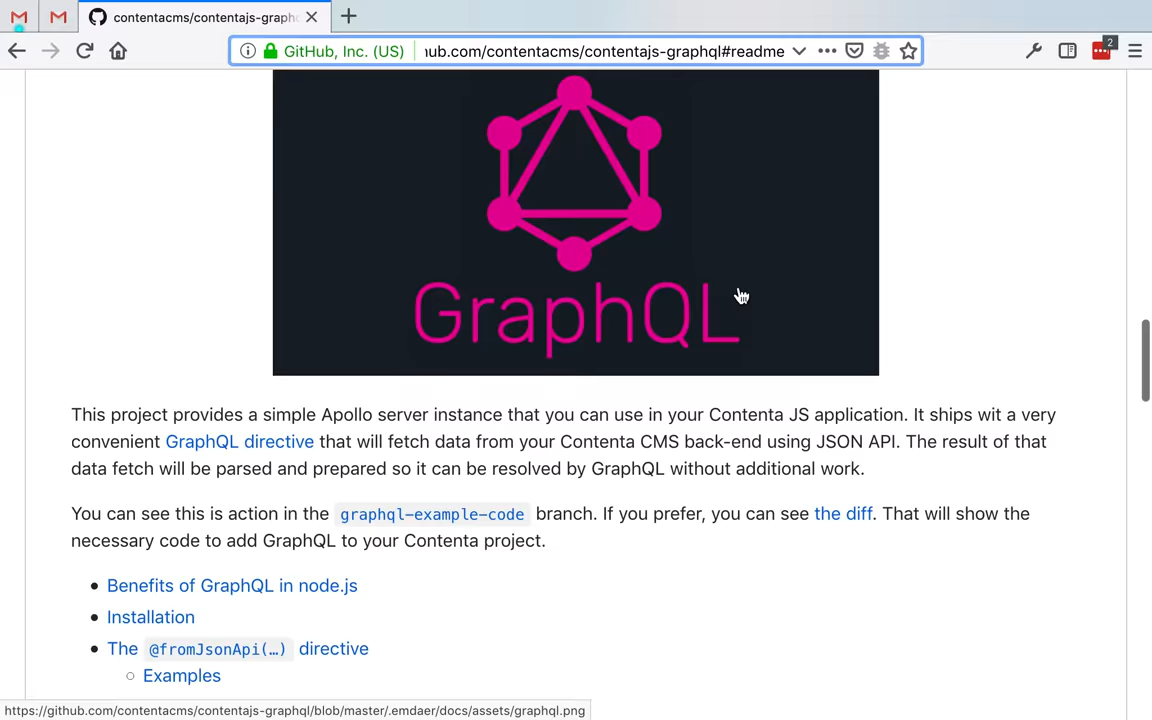 contentacms/contentajs-graph
GitHub, Inc. (US) ub.com/contentacms/contentajs-graphql#readme
2
GraphQL
This project provides a simple Apollo server instance that you can use in your Contenta JS application. It ships wit a very
convenient GraphQL directive that will fetch data from your Contenta CMS back-end using JSON API. The result of that
data fetch will be parsed and prepared so it can be resolved by GraphQL without additional work.
You can see this is action in the graphql-example-code branch. If you prefer, you can see the diff. That will show the
necessary code to add GraphQL to your Contenta project.
Benefits of GraphQL in node.js
Installation
The @fromJsonApi(…) directive
Examples
https://github.com/contentacms/contentajs-graphql/blob/master/.emdaer/docs/assets/graphql.png